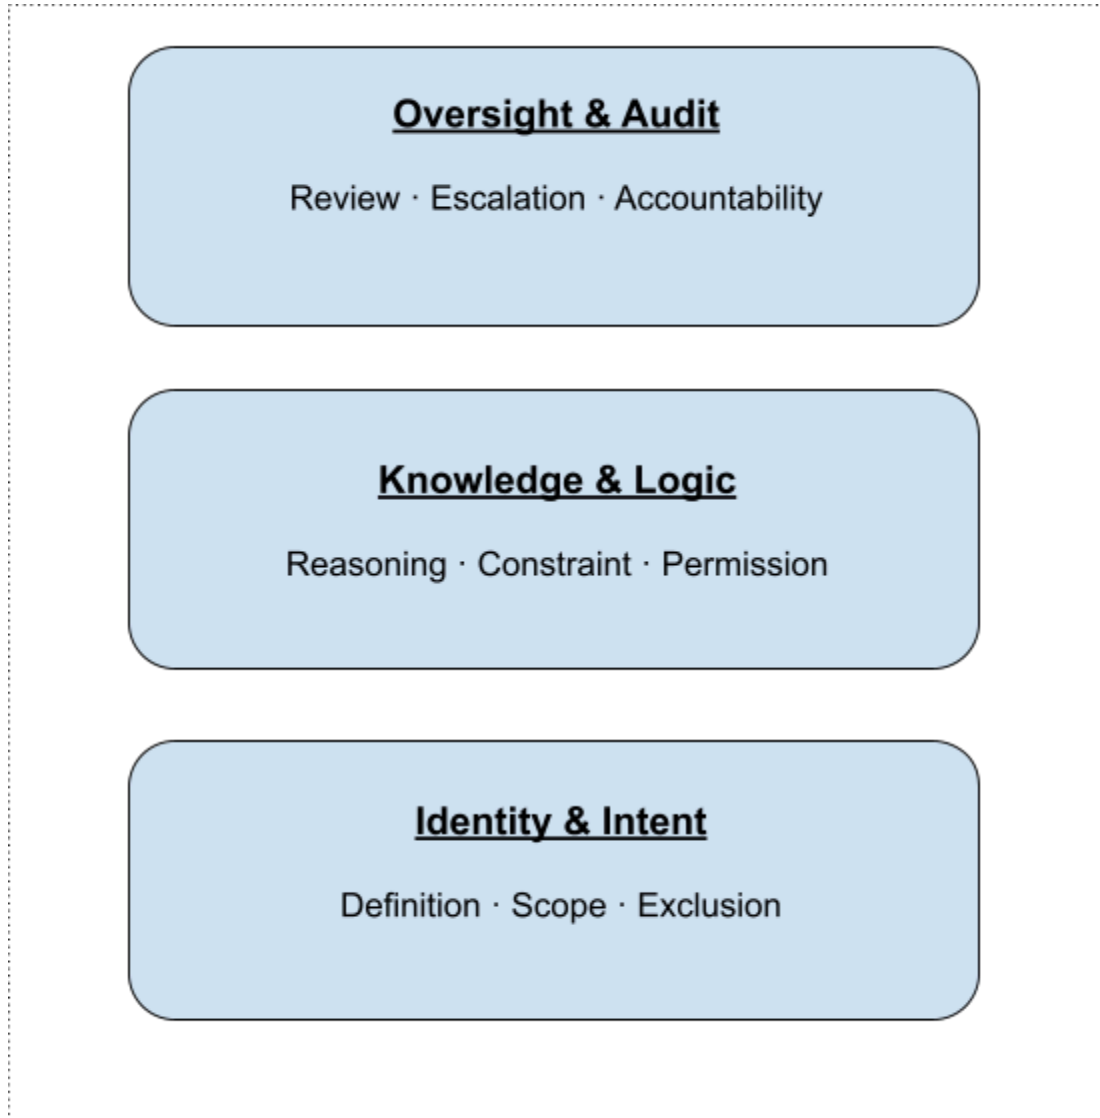 Oversight & Audit
Review · Escalation · Accountability
Knowledge & Logic
Reasoning · Constraint · Permission
Identity & Intent
Definition · Scope · Exclusion